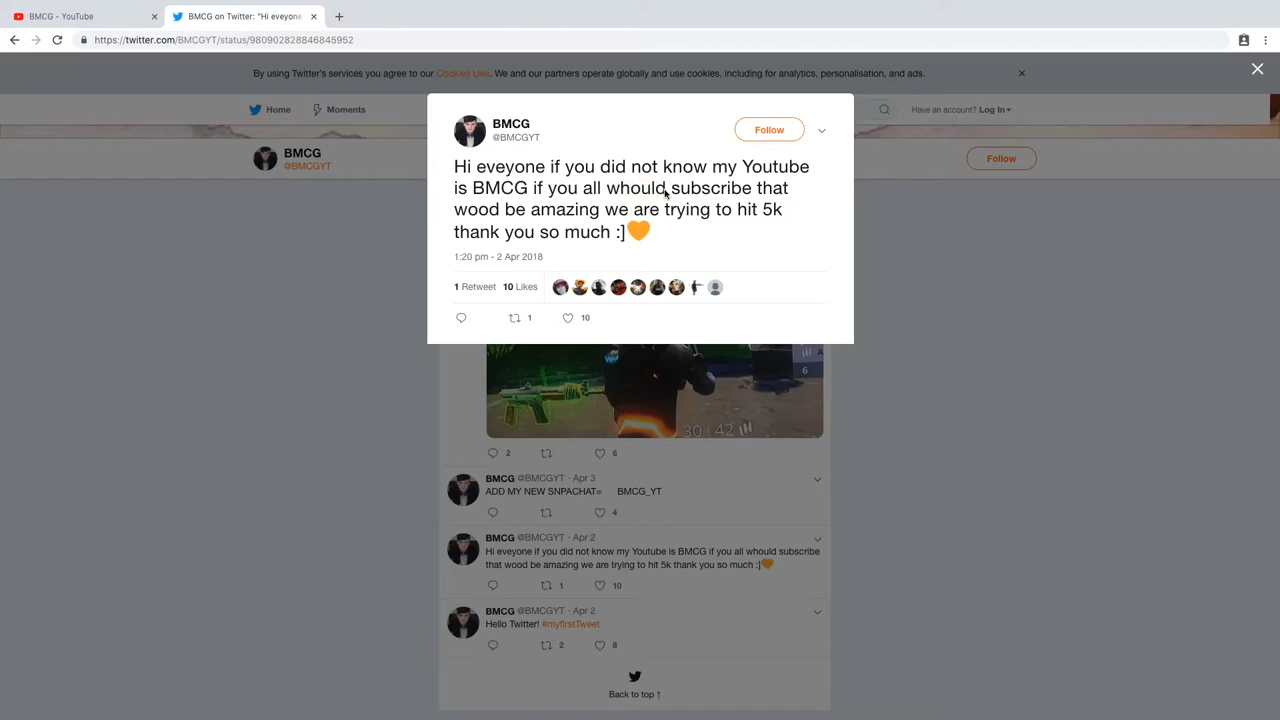 BMCG - YouTube
BMCG on Twitter: "Hi eveyone
https://twitter.com/BMCGYT/status/980902828846845952
By using Twitter's services you agree to our Cookies Use. We and our partners operate globally and use cookies, including for analytics, personalisation, and ads.
Home Moments
Have an account? Log In
BMCG
@BMCGYT
Follow
BMCG
@BMCGYT
Follow
Hi eveyone if you did not know my Youtube
is BMCG if you all whould subscribe that
wood be amazing we are trying to hit 5k
thank you so much :]🧡
1:20 pm - 2 Apr 2018
1 Retweet 10 Likes
1 10
6
30 | 42
2 6
BMCG @BMCGYT · Apr 3
ADD MY NEW SNPACHAT= BMCG_YT
4
BMCG @BMCGYT · Apr 2
Hi eveyone if you did not know my Youtube is BMCG if you all whould subscribe
that wood be amazing we are trying to hit 5k thank you so much :]🧡
1 10
BMCG @BMCGYT · Apr 2
Hello Twitter! #myfirstTweet
2 8
Back to top ↑